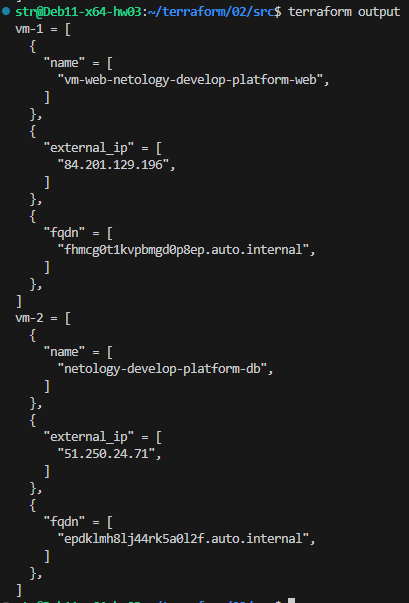 str@Deb11-x64-hw03:~/terraform/02/src$ terraform output
vm-1 = [
  {
    "name" = [
      "vm-web-netology-develop-platform-web",
    ]
  },
  {
    "external_ip" = [
      "84.201.129.196",
    ]
  },
  {
    "fqdn" = [
      "fhmcg0t1kvpbmgd0p8ep.auto.internal",
    ]
  },
]
vm-2 = [
  {
    "name" = [
      "netology-develop-platform-db",
    ]
  },
  {
    "external_ip" = [
      "51.250.24.71",
    ]
  },
  {
    "fqdn" = [
      "epdklmh8lj44rk5a0l2f.auto.internal",
    ]
  },
]